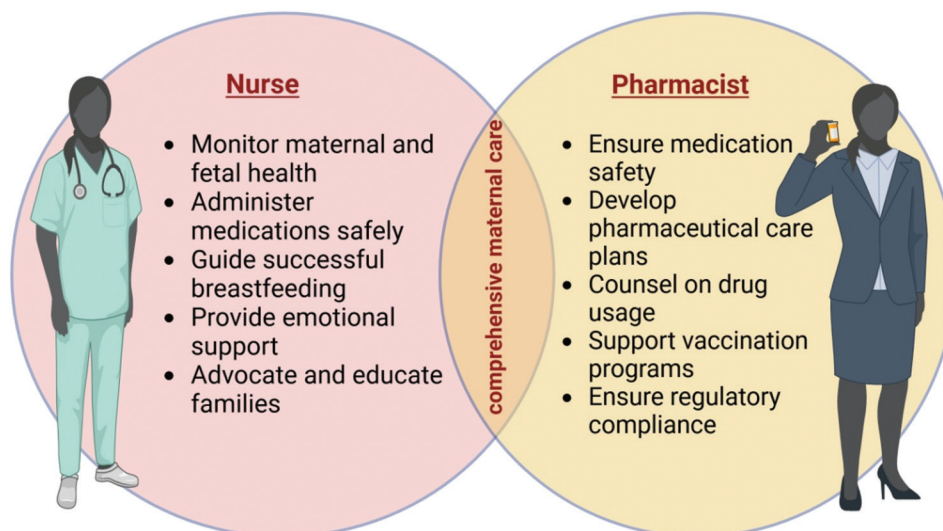 Nurse
• Monitor maternal and
fetal health
• Administer
medications safely
• Guide successful
breastfeeding
• Provide emotional
support
• Advocate and educate
families
comprehensive maternal care
Pharmacist
• Ensure medication
safety
• Develop
pharmaceutical care
plans
• Counsel on drug
usage
• Support vaccination
programs
• Ensure regulatory
compliance